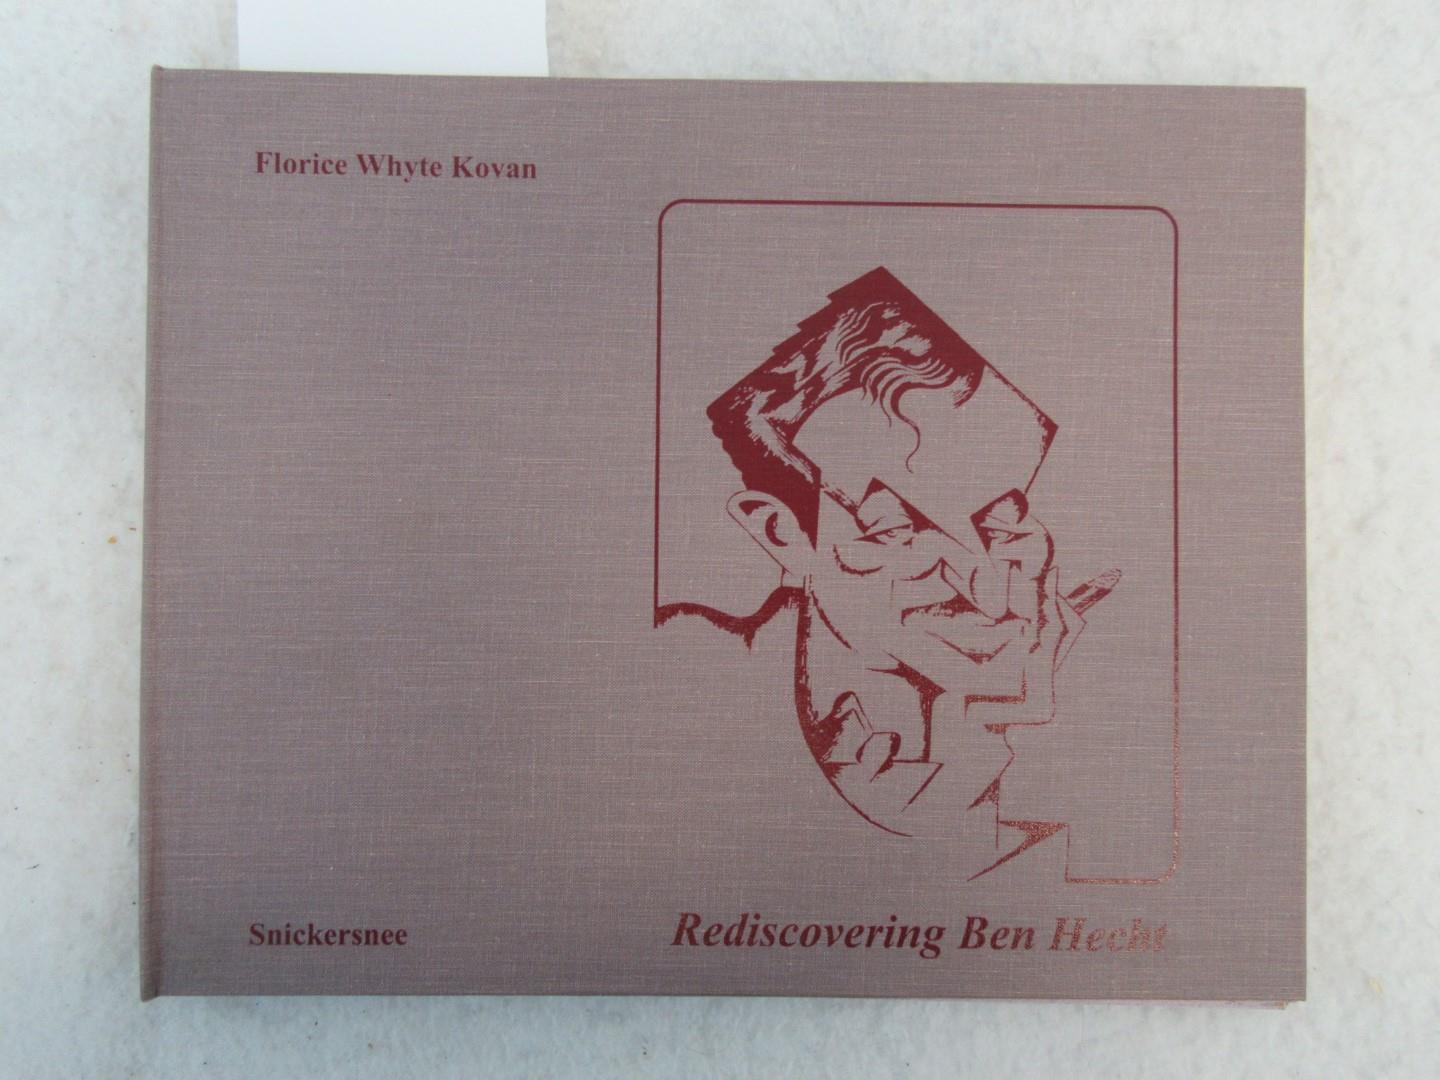 Florice Whyte Kovan
Snickersnee
Rediscovering Ben Hecht